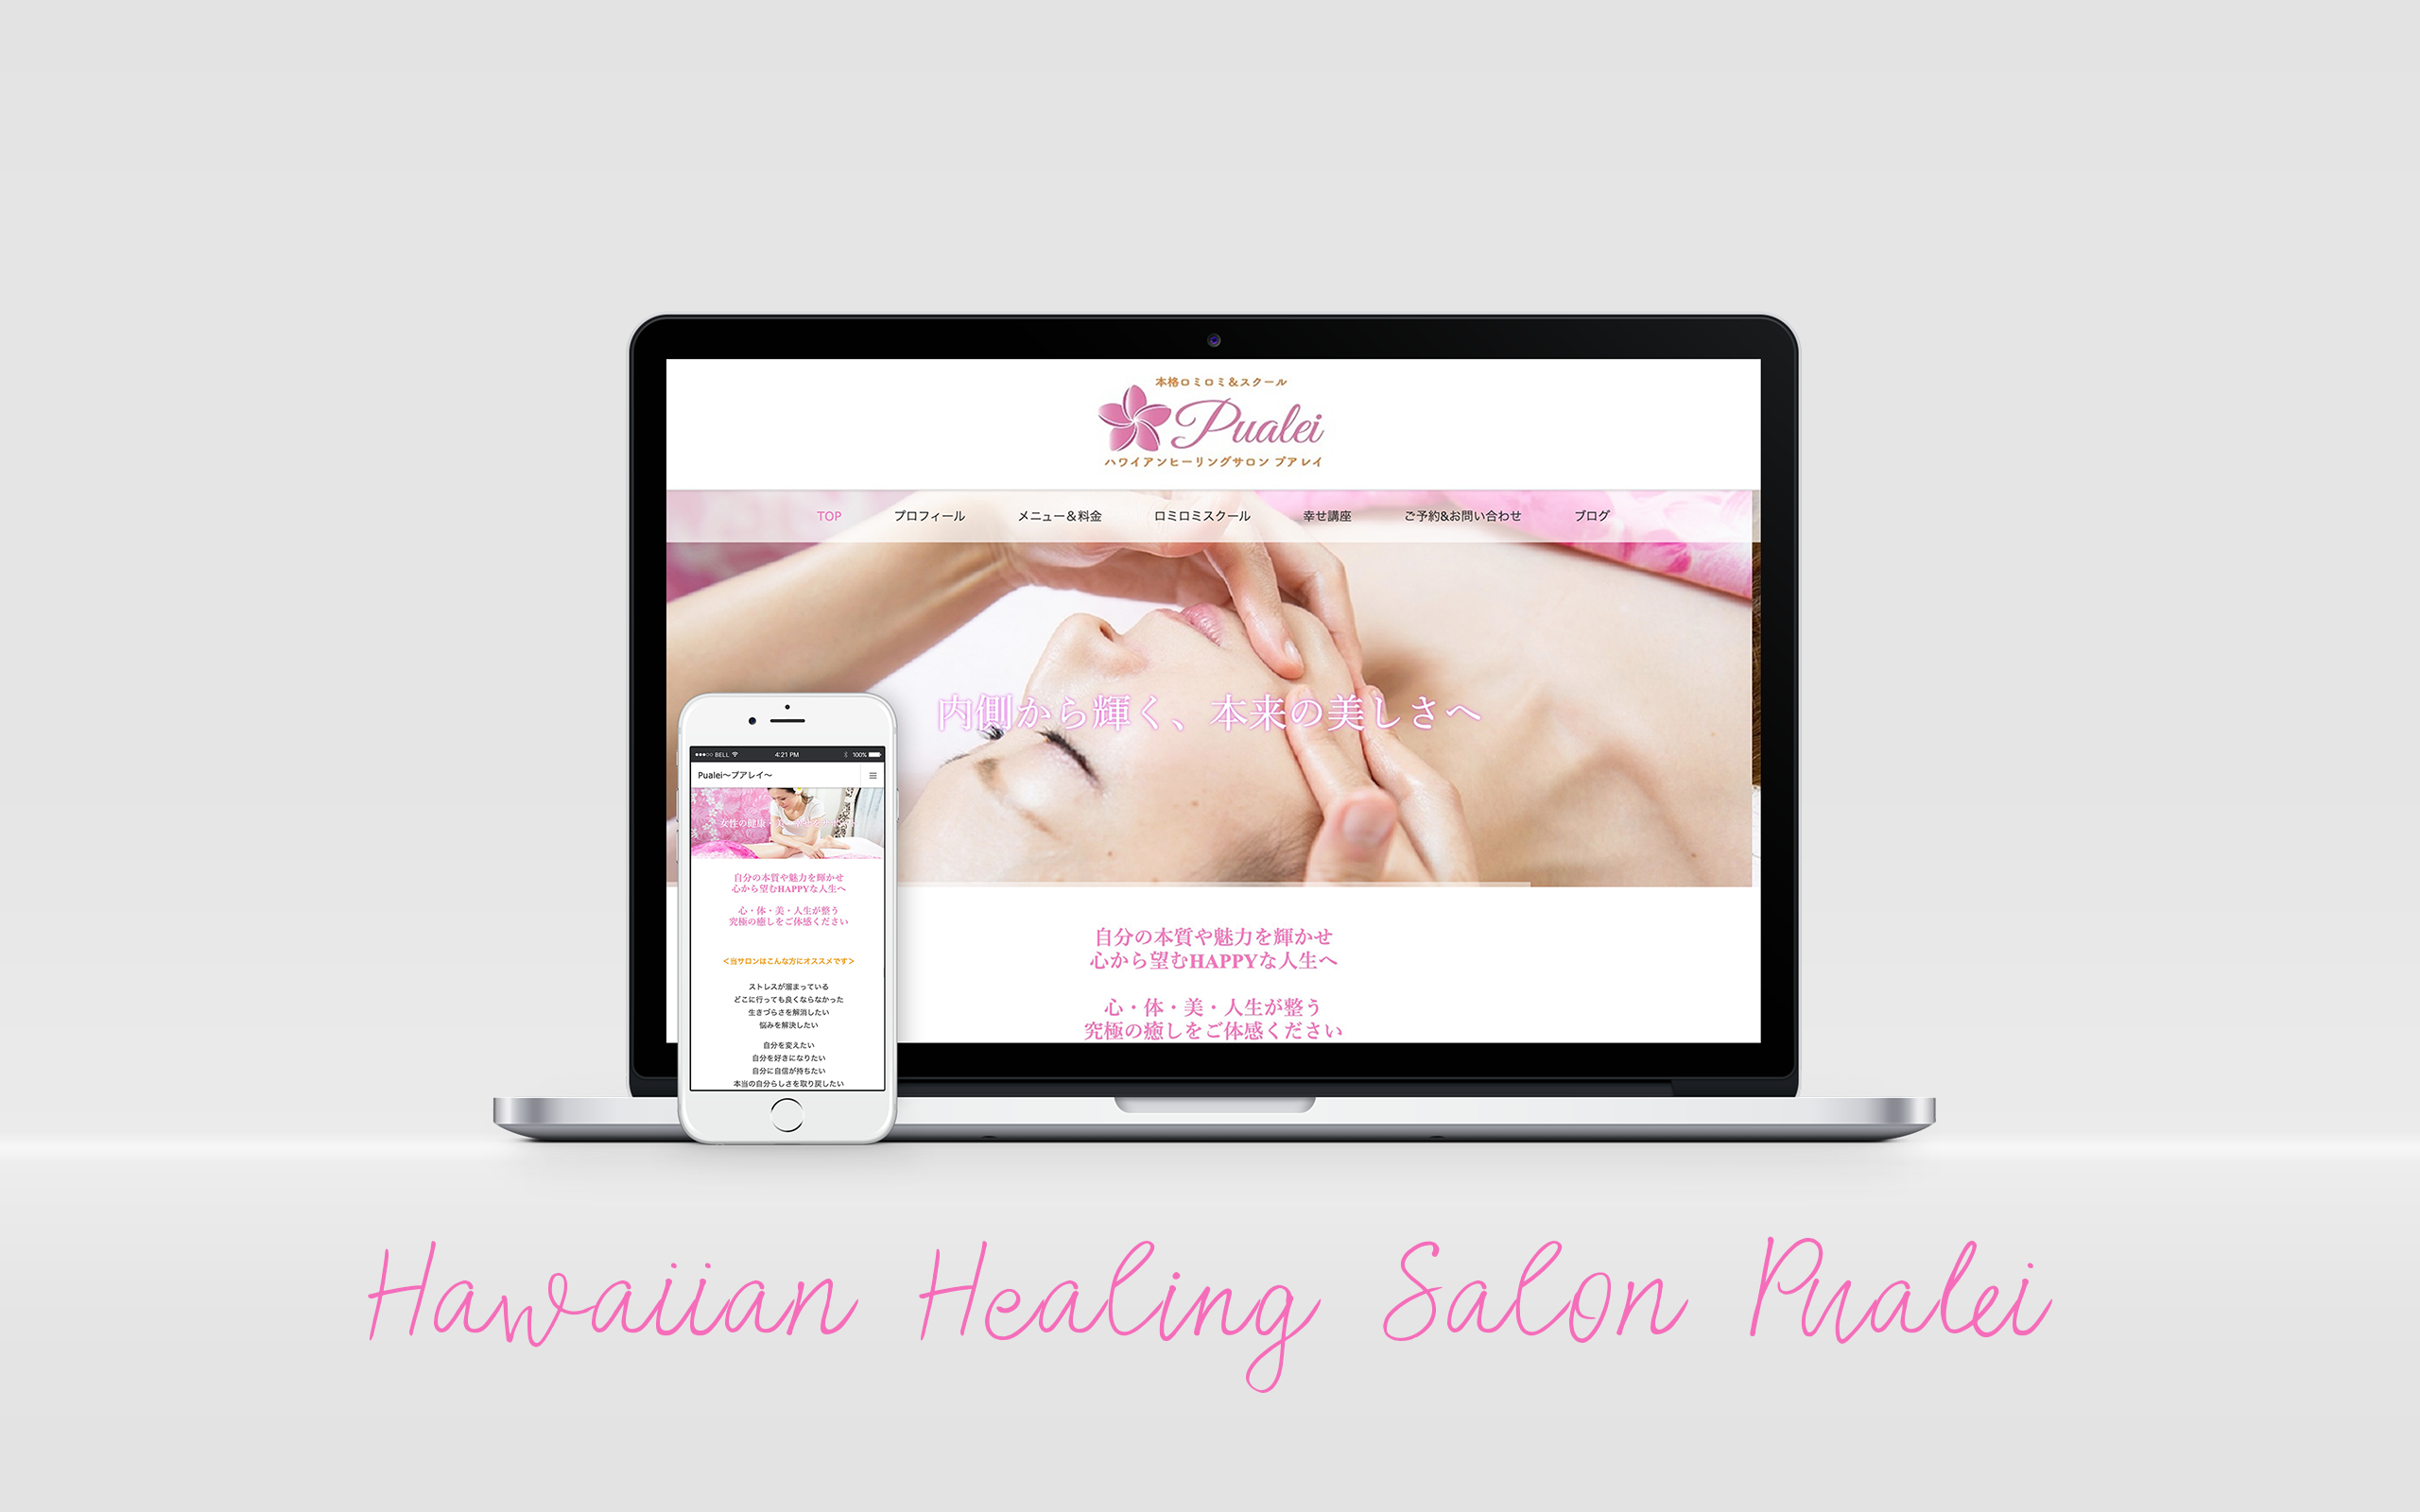 本格ロミロミ＆スクール
Pualei
ハワイアンヒーリングサロン プアレイ
TOP プロフィール メニュー＆料金 ロミロミスクール 幸せ講座 ご予約&お問い合わせ ブログ
内側から輝く、本来の美しさへ
自分の本質や魅力を輝かせ
心から望むHAPPYな人生へ
心・体・美・人生が整う
究極の癒しをご体感ください
BELL 4:21 PM 100%
Pualei〜プアレイ〜
女性の健康
自分の本質や魅力を輝かせ
心から望むHAPPYな人生へ
心・体・美・人生が整う
究極の癒しをご体感ください
＜当サロンはこんな方にオススメです＞
ストレスが溜まっている
どこに行っても良くならなかった
生きづらさを解消したい
悩みを解決したい
自分を変えたい
自分を好きになりたい
自分に自信が持ちたい
本当の自分らしさを取り戻したい
Hawaiian Healing Salon Pualei